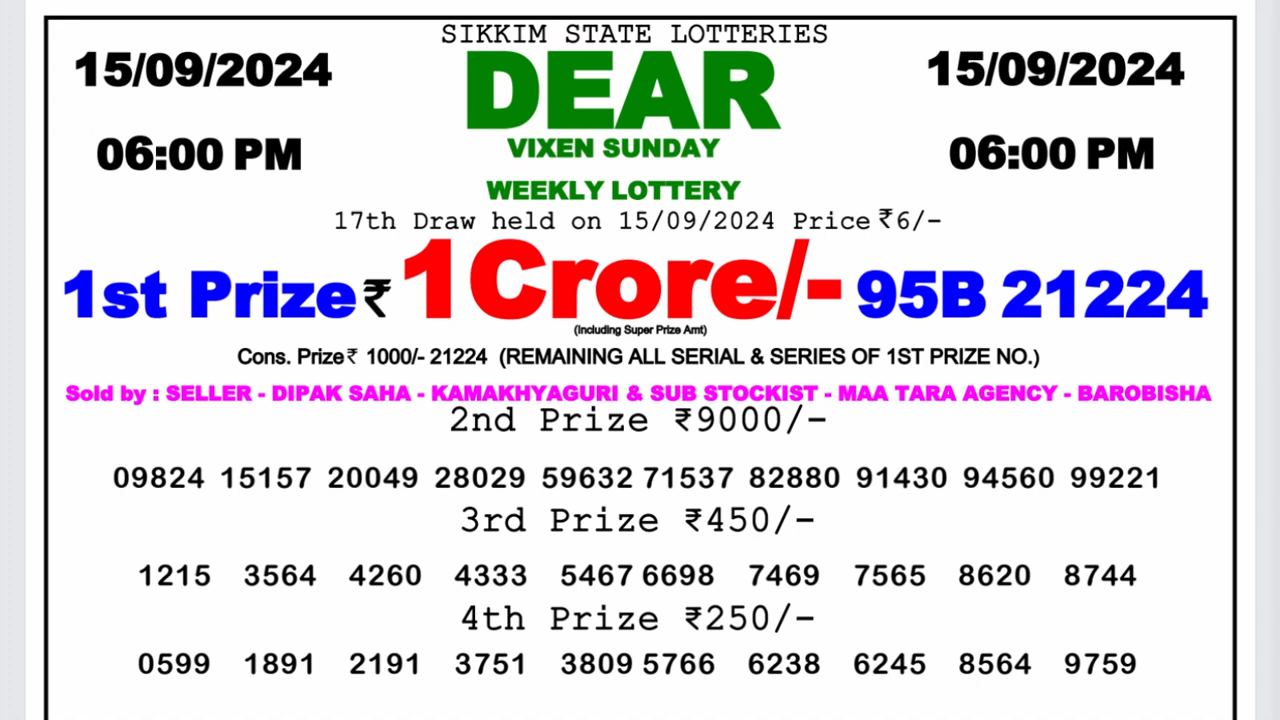 SIKKIM STATE LOTTERIES
15/09/2024 DEAR 15/09/2024
06:00 PM VIXEN SUNDAY 06:00 PM
WEEKLY LOTTERY
17th Draw held on 15/09/2024 Price ₹6/-
1st Prize ₹ 1Crore/- 95B 21224
(Including Super Prize Amt)
Cons. Prize ₹ 1000/- 21224 (REMAINING ALL SERIAL & SERIES OF 1ST PRIZE NO.)
Sold by : SELLER - DIPAK SAHA - KAMAKHYAGURI & SUB STOCKIST - MAA TARA AGENCY - BAROBISHA
2nd Prize ₹9000/-
09824 15157 20049 28029 59632 71537 82880 91430 94560 99221
3rd Prize ₹450/-
1215 3564 4260 4333 5467 6698 7469 7565 8620 8744
4th Prize ₹250/-
0599 1891 2191 3751 3809 5766 6238 6245 8564 9759